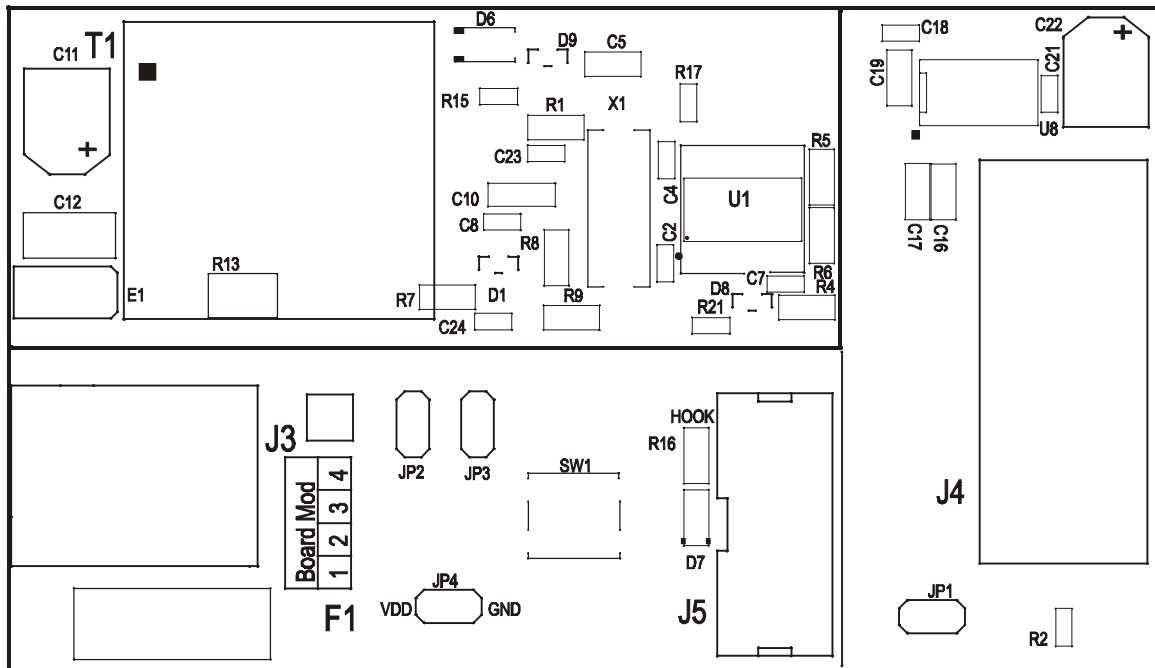 D6
C11
T1
D9
C5
R15
R17
R1
X1
C23
R5
C4
C10
U1
C12
C8
C2
R8
R13
E1
R7
D1
R9
C7
R6
D8
R4
R21
C24
C22
C18
C21
C19
+
U8
+
C17
C16
J3
JP2
JP3
HOOK
R16
SW1
Board Mod
4
3
2
1
D7
F1
JP4
VDD
GND
J5
J4
JP1
R2